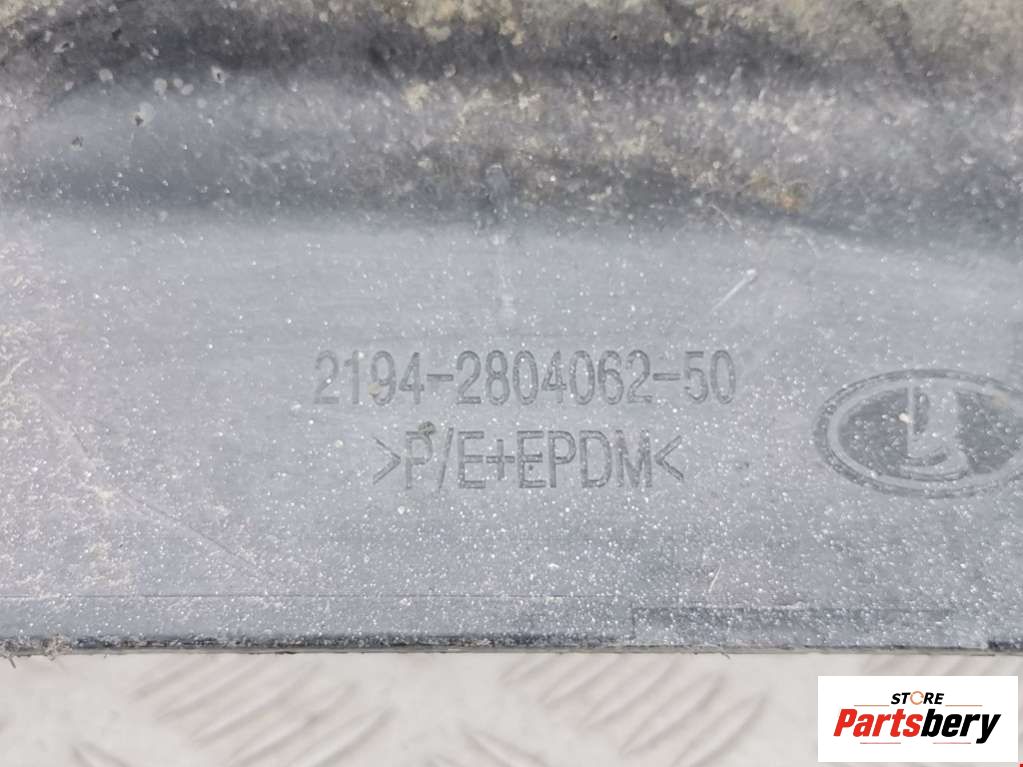 2194-2804062-50
>P/E+EPDM<
STORE
Partsbery